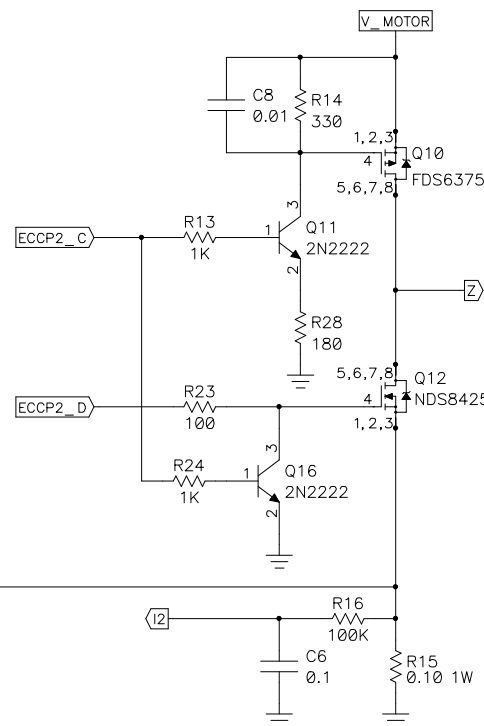 V_MOTOR
C8
0.01
R14
330
1,2,3
4
Q10
FDS6375
5,6,7,8
3
R13
1K
1
Q11
2N2222
ECCP2_C
2
R28
180
Z
5,6,7,8
Q12
NDS8425
4
1,2,3
ECCP2_D
R23
100
3
R24
1K
1
Q16
2N2222
2
I2
R16
100K
C6
0.1
R15
0.10 1W